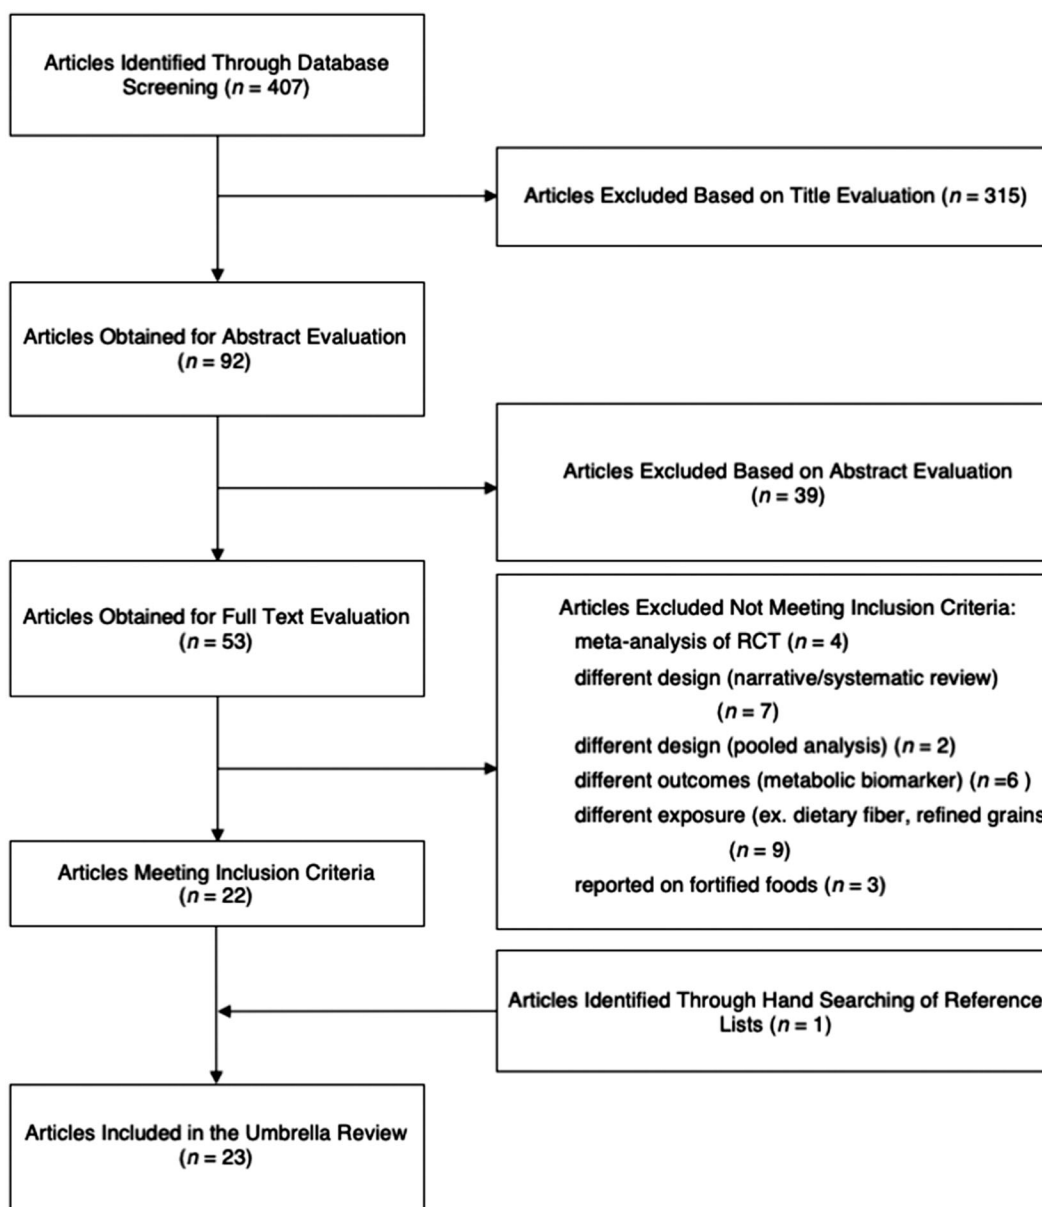 Articles Identified Through Database
Screening (n = 407)
Articles Excluded Based on Title Evaluation (n = 315)
Articles Obtained for Abstract Evaluation
(n = 92)
Articles Excluded Based on Abstract Evaluation
(n = 39)
Articles Obtained for Full Text Evaluation
(n = 53)
Articles Excluded Not Meeting Inclusion Criteria:
meta-analysis of RCT (n = 4)
different design (narrative/systematic review)
(n = 7)
different design (pooled analysis) (n = 2)
different outcomes (metabolic biomarker) (n =6 )
different exposure (ex. dietary fiber, refined grains
(n = 9)
reported on fortified foods (n = 3)
Articles Meeting Inclusion Criteria
(n = 22)
Articles Identified Through Hand Searching of Reference
Lists (n = 1)
Articles Included in the Umbrella Review
(n = 23)